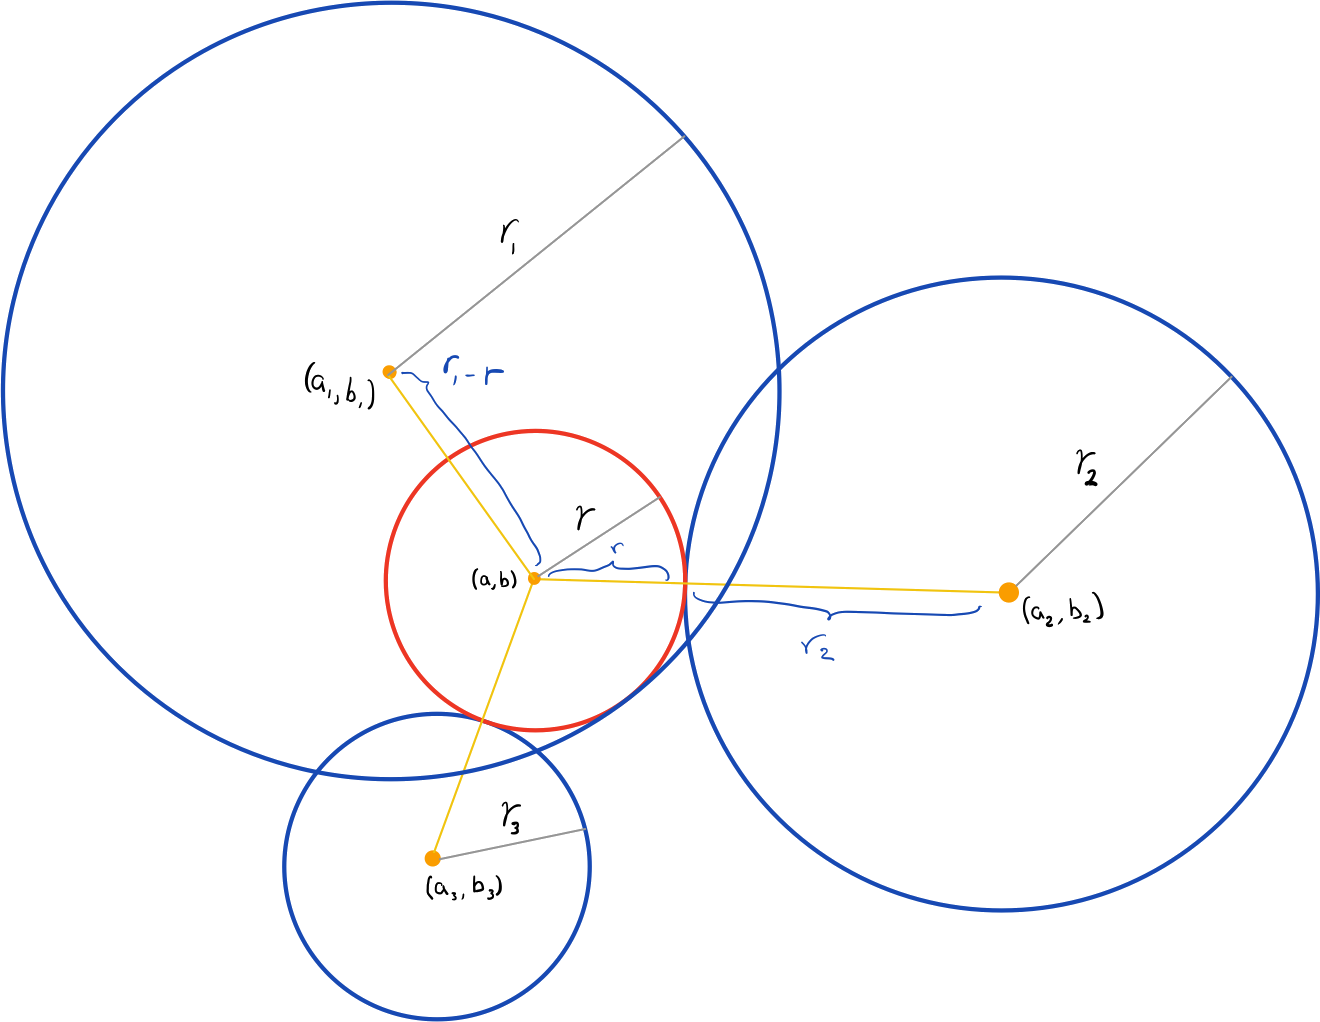 r₁
(a₁, b₁)
r₁ - r
r₂
r
r
(a, b)
(a₂, b₂)
r₂
r₃
(a₃, b₃)